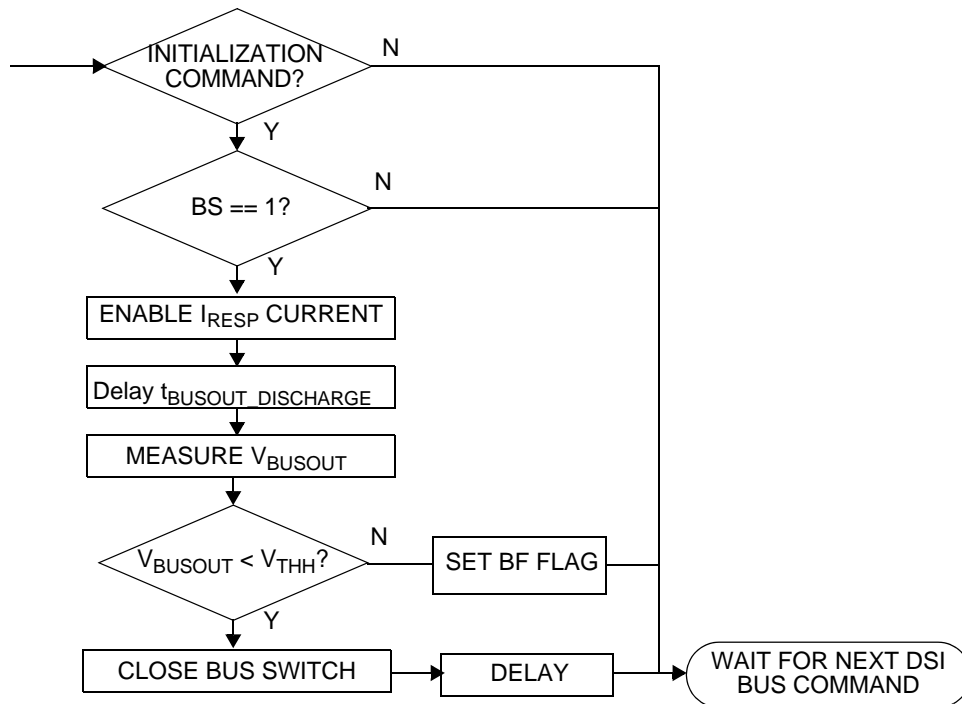 INITIALIZATION
COMMAND?
N
Y
BS == 1?
N
Y
ENABLE IRESP CURRENT
Delay tBUSOUT_DISCHARGE
MEASURE VBUSOUT
VBUSOUT < VTHH?
N
SET BF FLAG
Y
CLOSE BUS SWITCH
DELAY
WAIT FOR NEXT DSI
BUS COMMAND